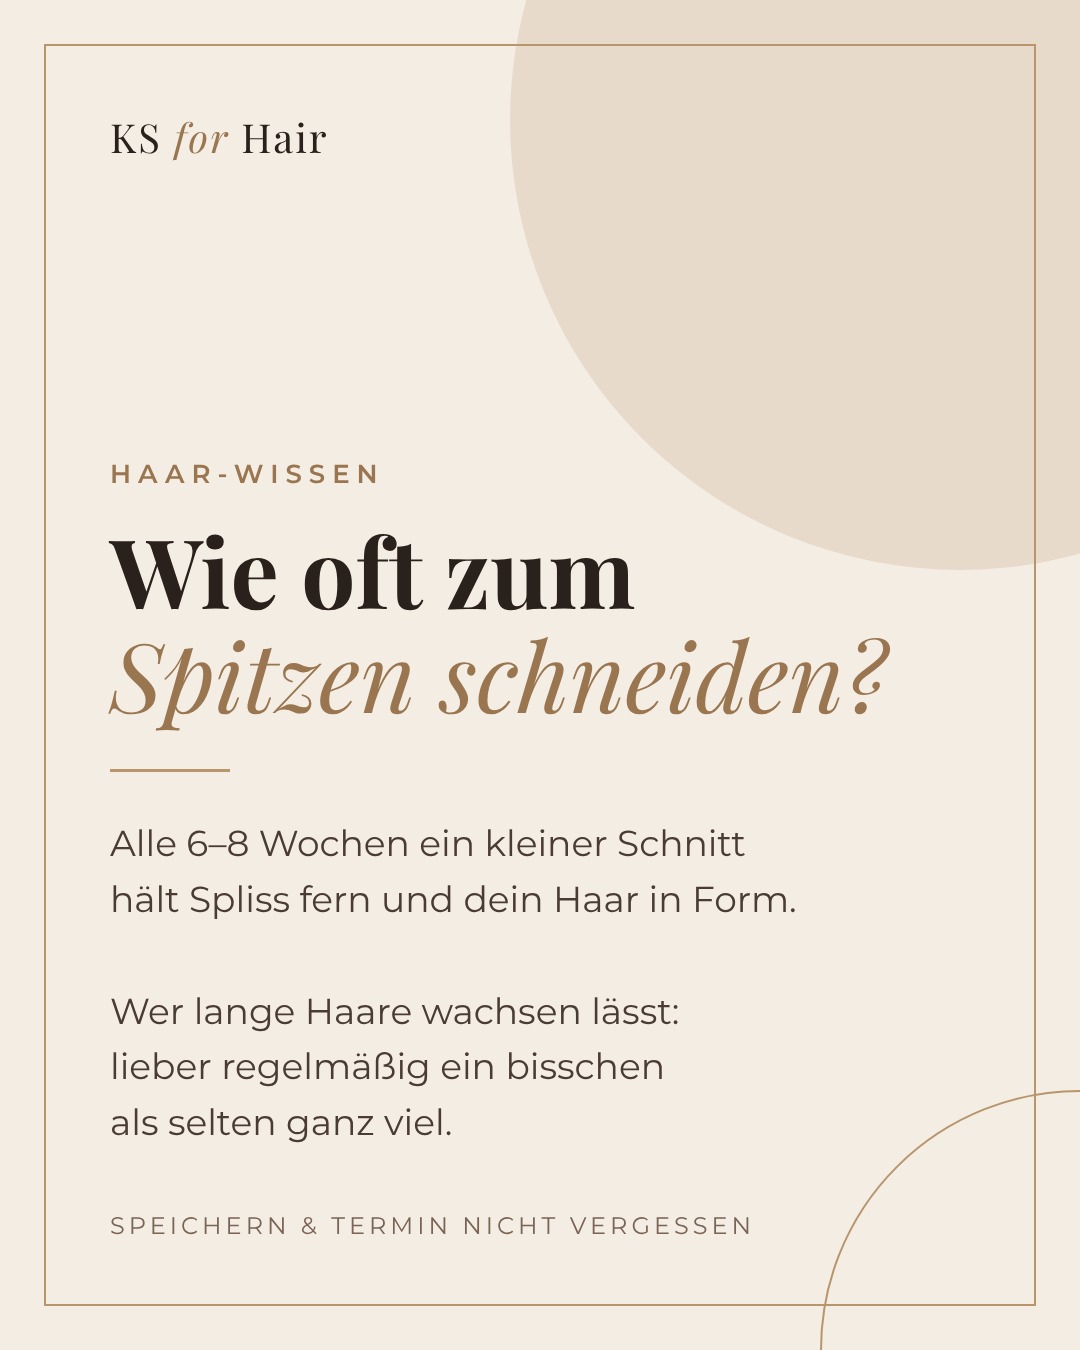 KS for Hair
HAAR-WISSEN
Wie oft zum
Spitzen schneiden?
Alle 6–8 Wochen ein kleiner Schnitt
hält Spliss fern und dein Haar in Form.
Wer lange Haare wachsen lässt:
lieber regelmäßig ein bisschen
als selten ganz viel.
SPEICHERN & TERMIN NICHT VERGESSEN